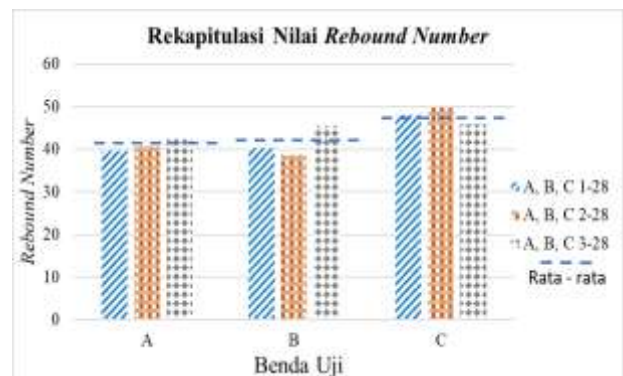 Rekapitulasi Nilai Rebound Number
60
50
40
30
20
10
0
Rebound Number
A
B
C
Benda Uji
A, B, C 1-28
A, B, C 2-28
A, B, C 3-28
Rata - rata